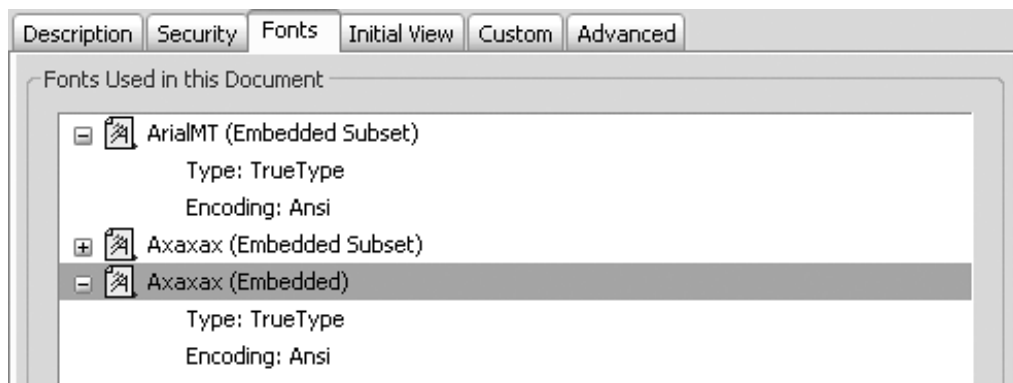 Description Security Fonts Initial View Custom Advanced
Fonts Used in this Document
ArialMT (Embedded Subset)
Type: TrueType
Encoding: Ansi
Axaxax (Embedded Subset)
Axaxax (Embedded)
Type: TrueType
Encoding: Ansi